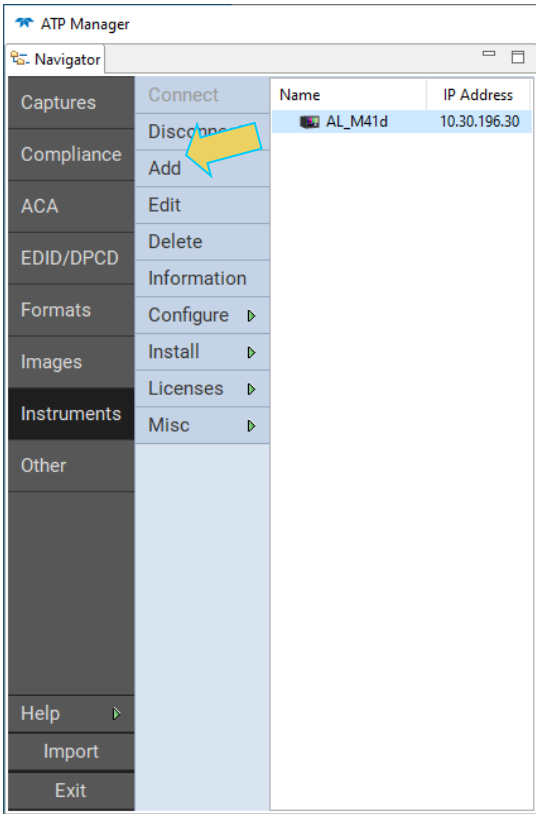 ATP Manager
Navigator
Captures
Compliance
ACA
EDID/DPCD
Formats
Images
Instruments
Other
Help
Import
Exit
Connect
Add
Edit
Delete
Information
Configure
Install
Licenses
Misc
Name IP Address
AL_M41d 10.30.196.30